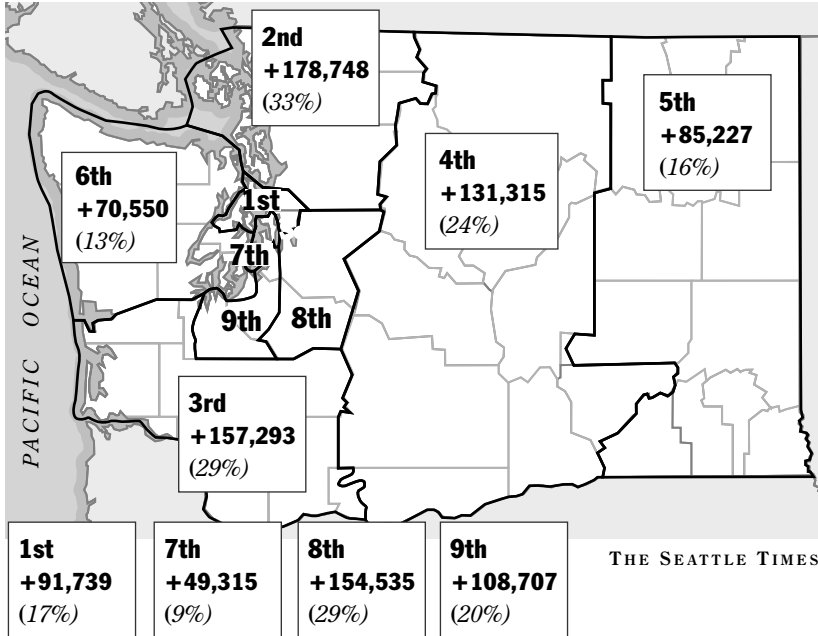 2nd
+178,748
(33%)
5th
+85,227
(16%)
4th
+131,315
(24%)
6th
+70,550
(13%)
1st
7th
9th
8th
PACIFIC OCEAN
3rd
+157,293
(29%)
1st
+91,739
(17%)
7th
+49,315
(9%)
8th
+154,535
(29%)
9th
+108,707
(20%)
THE SEATTLE TIMES